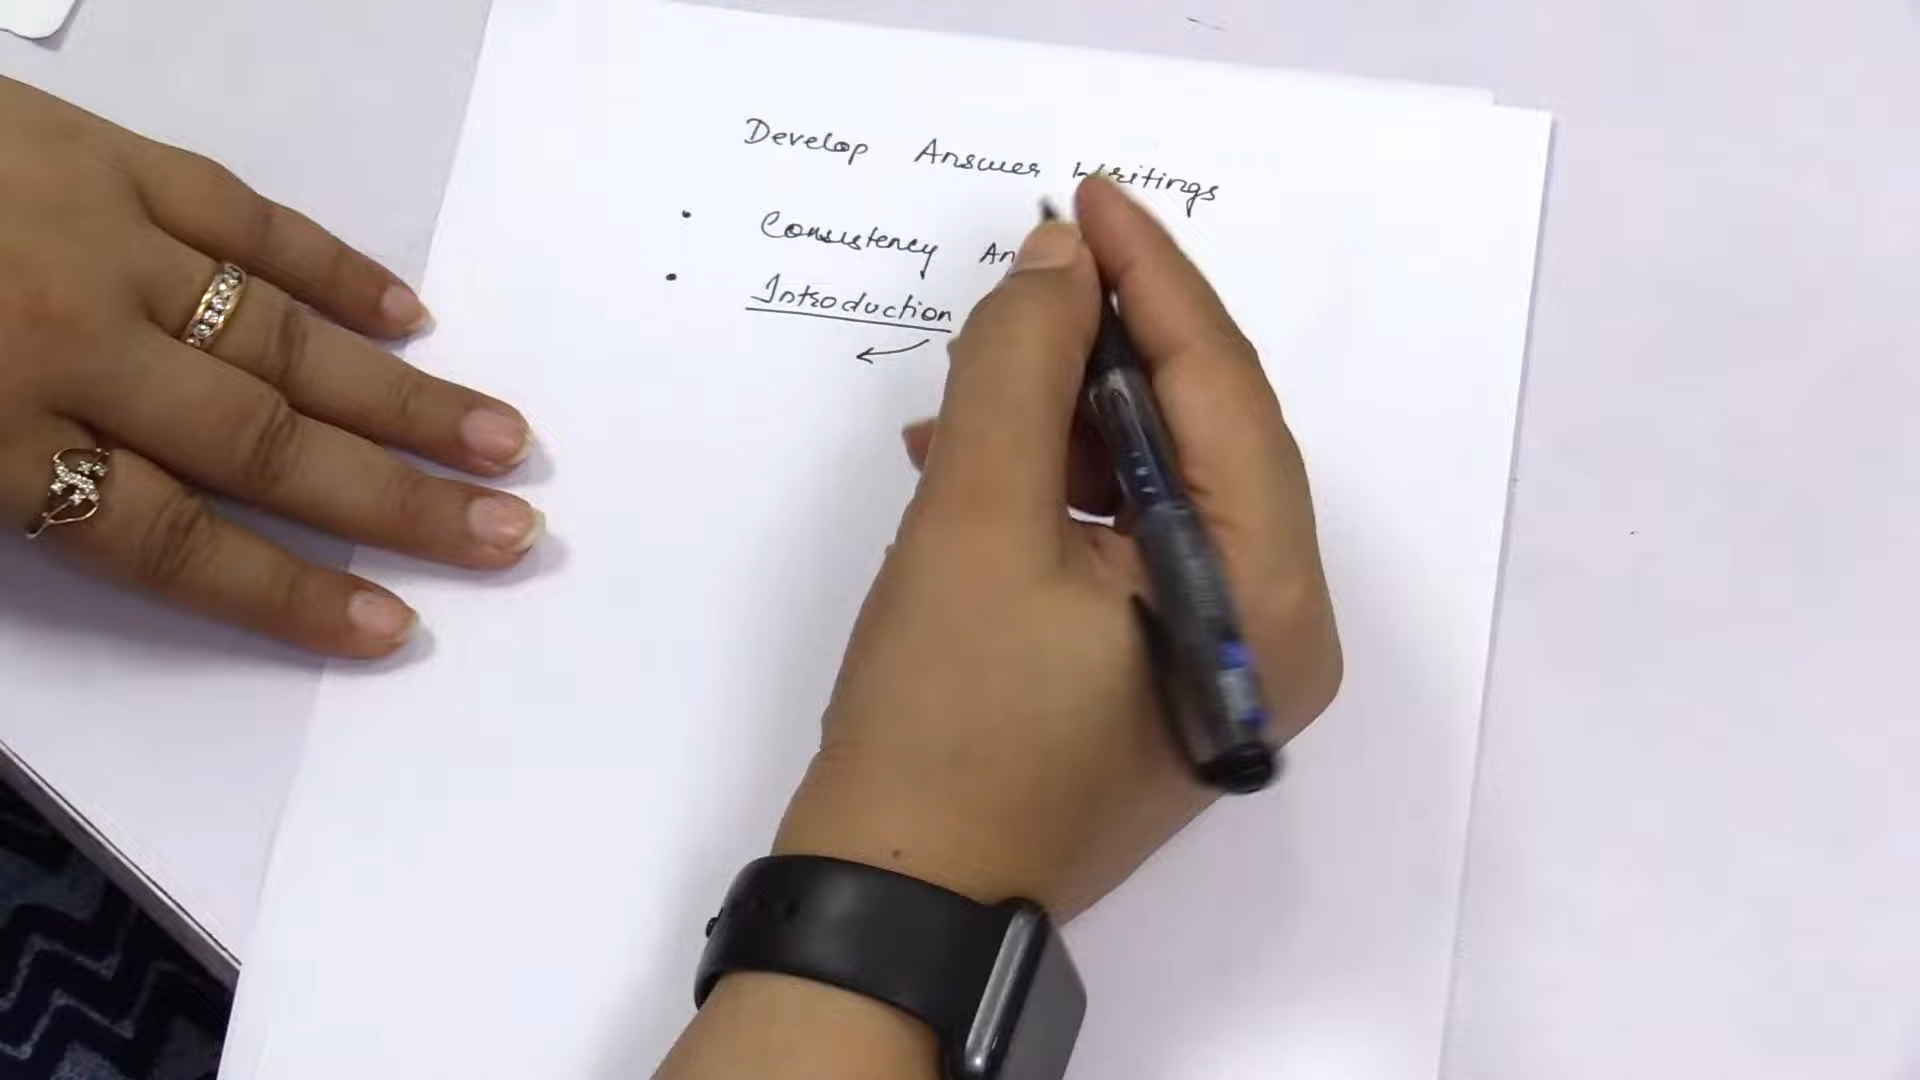 Develop Answer Writings
• Consistency An
• Introduction